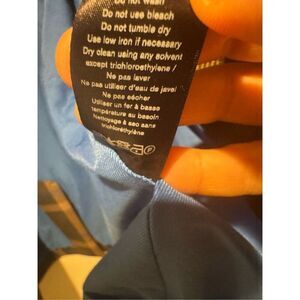 Do not wash
Do not use bleach
Do not tumble dry
Use low iron if necessary
Dry clean using any solvent
except trichloroethylene /
Ne pas laver
Ne pas utiliser d'eau de javel
Ne pas sécher
Utiliser un fer à basse
température au besoin
Nettoyage à sec sans
trichloréthylène